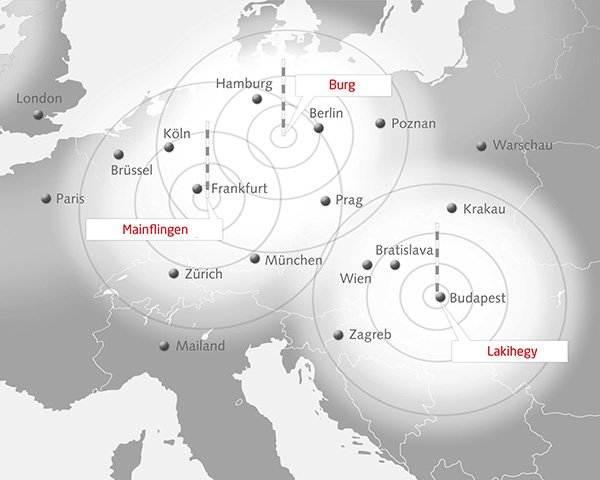 Hamburg
Burg
London
Berlin
Poznan
Köln
Warschau
Brüssel
Frankfurt
Paris
Prag
Krakau
Mainflingen
Bratislava
München
Zürich
Wien
Budapest
Zagreb
Mailand
Lakihegy